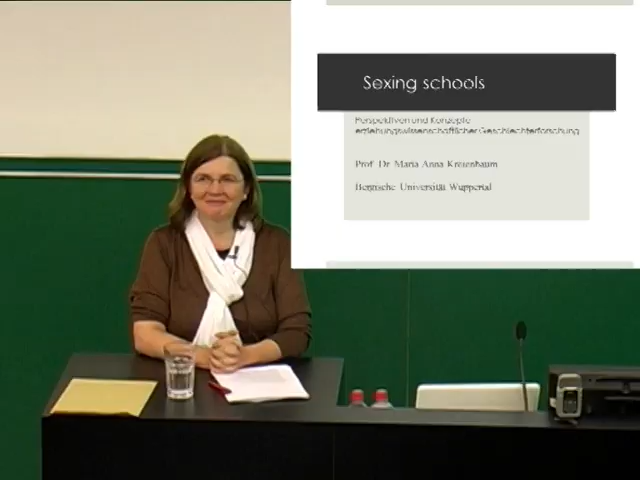 Sexing schools
Perspektiven und Konzepte
erziehungswissenschaftlicher Geschlechterforschung
Prof. Dr. Maria Anna Kreienbaum
Bergische Universität Wuppertal